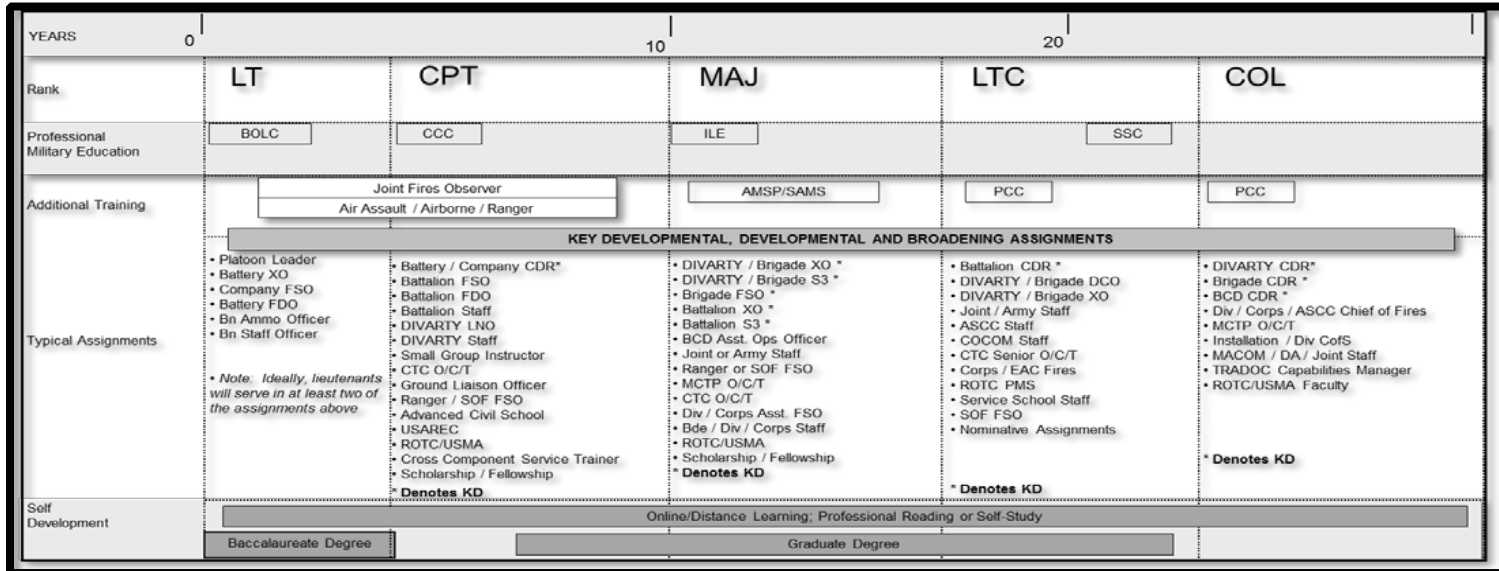 YEARS
0
10
20
Rank
LT
CPT
MAJ
LTC
COL
Professional
Military Education
BOLC
CCC
ILE
SSC
Additional Training
Joint Fires Observer
Air Assault / Airborne / Ranger
AMSP/SAMS
PCC
PCC
KEY DEVELOPMENTAL, DEVELOPMENTAL AND BROADENING ASSIGNMENTS
Typical Assignments
• Platoon Leader
• Battery XO
• Company FSO
• Battery FDO
• Bn Ammo Officer
• Bn Staff Officer
• Note: Ideally, lieutenants
will serve in at least two of
the assignments above
• Battery / Company CDR*
• Battalion FSO
• Battalion FDO
• Battalion Staff
• DIVARTY LNO
• DIVARTY Staff
• Small Group Instructor
• CTC O/C/T
• Ground Liaison Officer
• Ranger / SOF FSO
• Advanced Civil School
• USAREC
• ROTC/USMA
• Cross Component Service Trainer
• Scholarship / Fellowship
* Denotes KD
• DIVARTY / Brigade XO *
• DIVARTY / Brigade S3 *
• Brigade FSO *
• Battalion XO *
• Battalion S3 *
• BCD Asst. Ops Officer
• Joint or Army Staff
• Ranger or SOF FSO
• MCTP O/C/T
• CTC O/C/T
• Div / Corps Asst. FSO
• Bde / Div / Corps Staff
• ROTC/USMA
• Scholarship / Fellowship
* Denotes KD
• Battalion CDR *
• DIVARTY / Brigade DCO
• DIVARTY / Brigade XO
• Joint / Army Staff
• ASCC Staff
• COCOM Staff
• CTC Senior O/C/T
• Corps / EAC Fires
• ROTC PMS
• Service School Staff
• SOF FSO
• Nominative Assignments
* Denotes KD
• DIVARTY CDR*
• Brigade CDR *
• BCD CDR *
• Div / Corps / ASCC Chief of Fires
• MCTP O/C/T
• Installation / Div CofS
• MACOM / DA / Joint Staff
• TRADOC Capabilities Manager
• ROTC/USMA Faculty
* Denotes KD
Self
Development
Online/Distance Learning; Professional Reading or Self-Study
Baccalaureate Degree
Graduate Degree